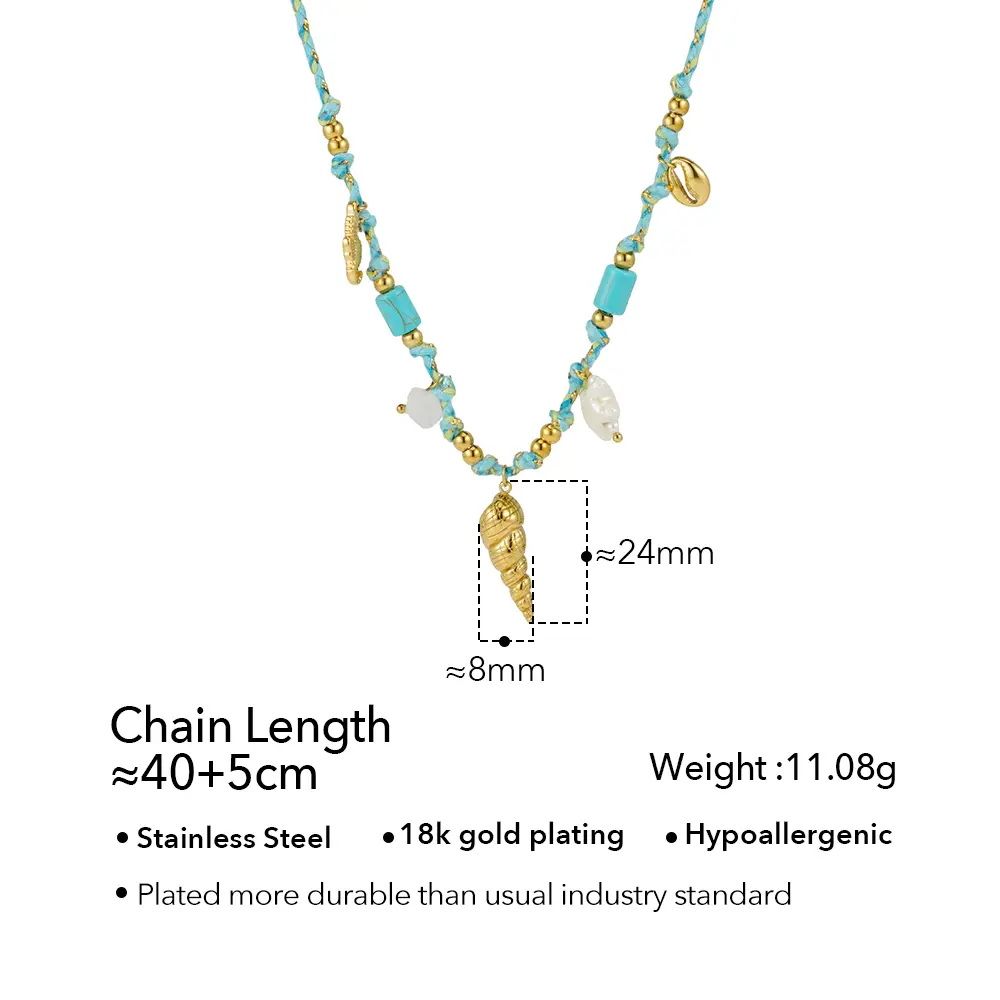 ≈24mm
≈8mm
Chain Length
≈40+5cm
Weight :11.08g
• Stainless Steel
• 18k gold plating
• Hypoallergenic
• Plated more durable than usual industry standard